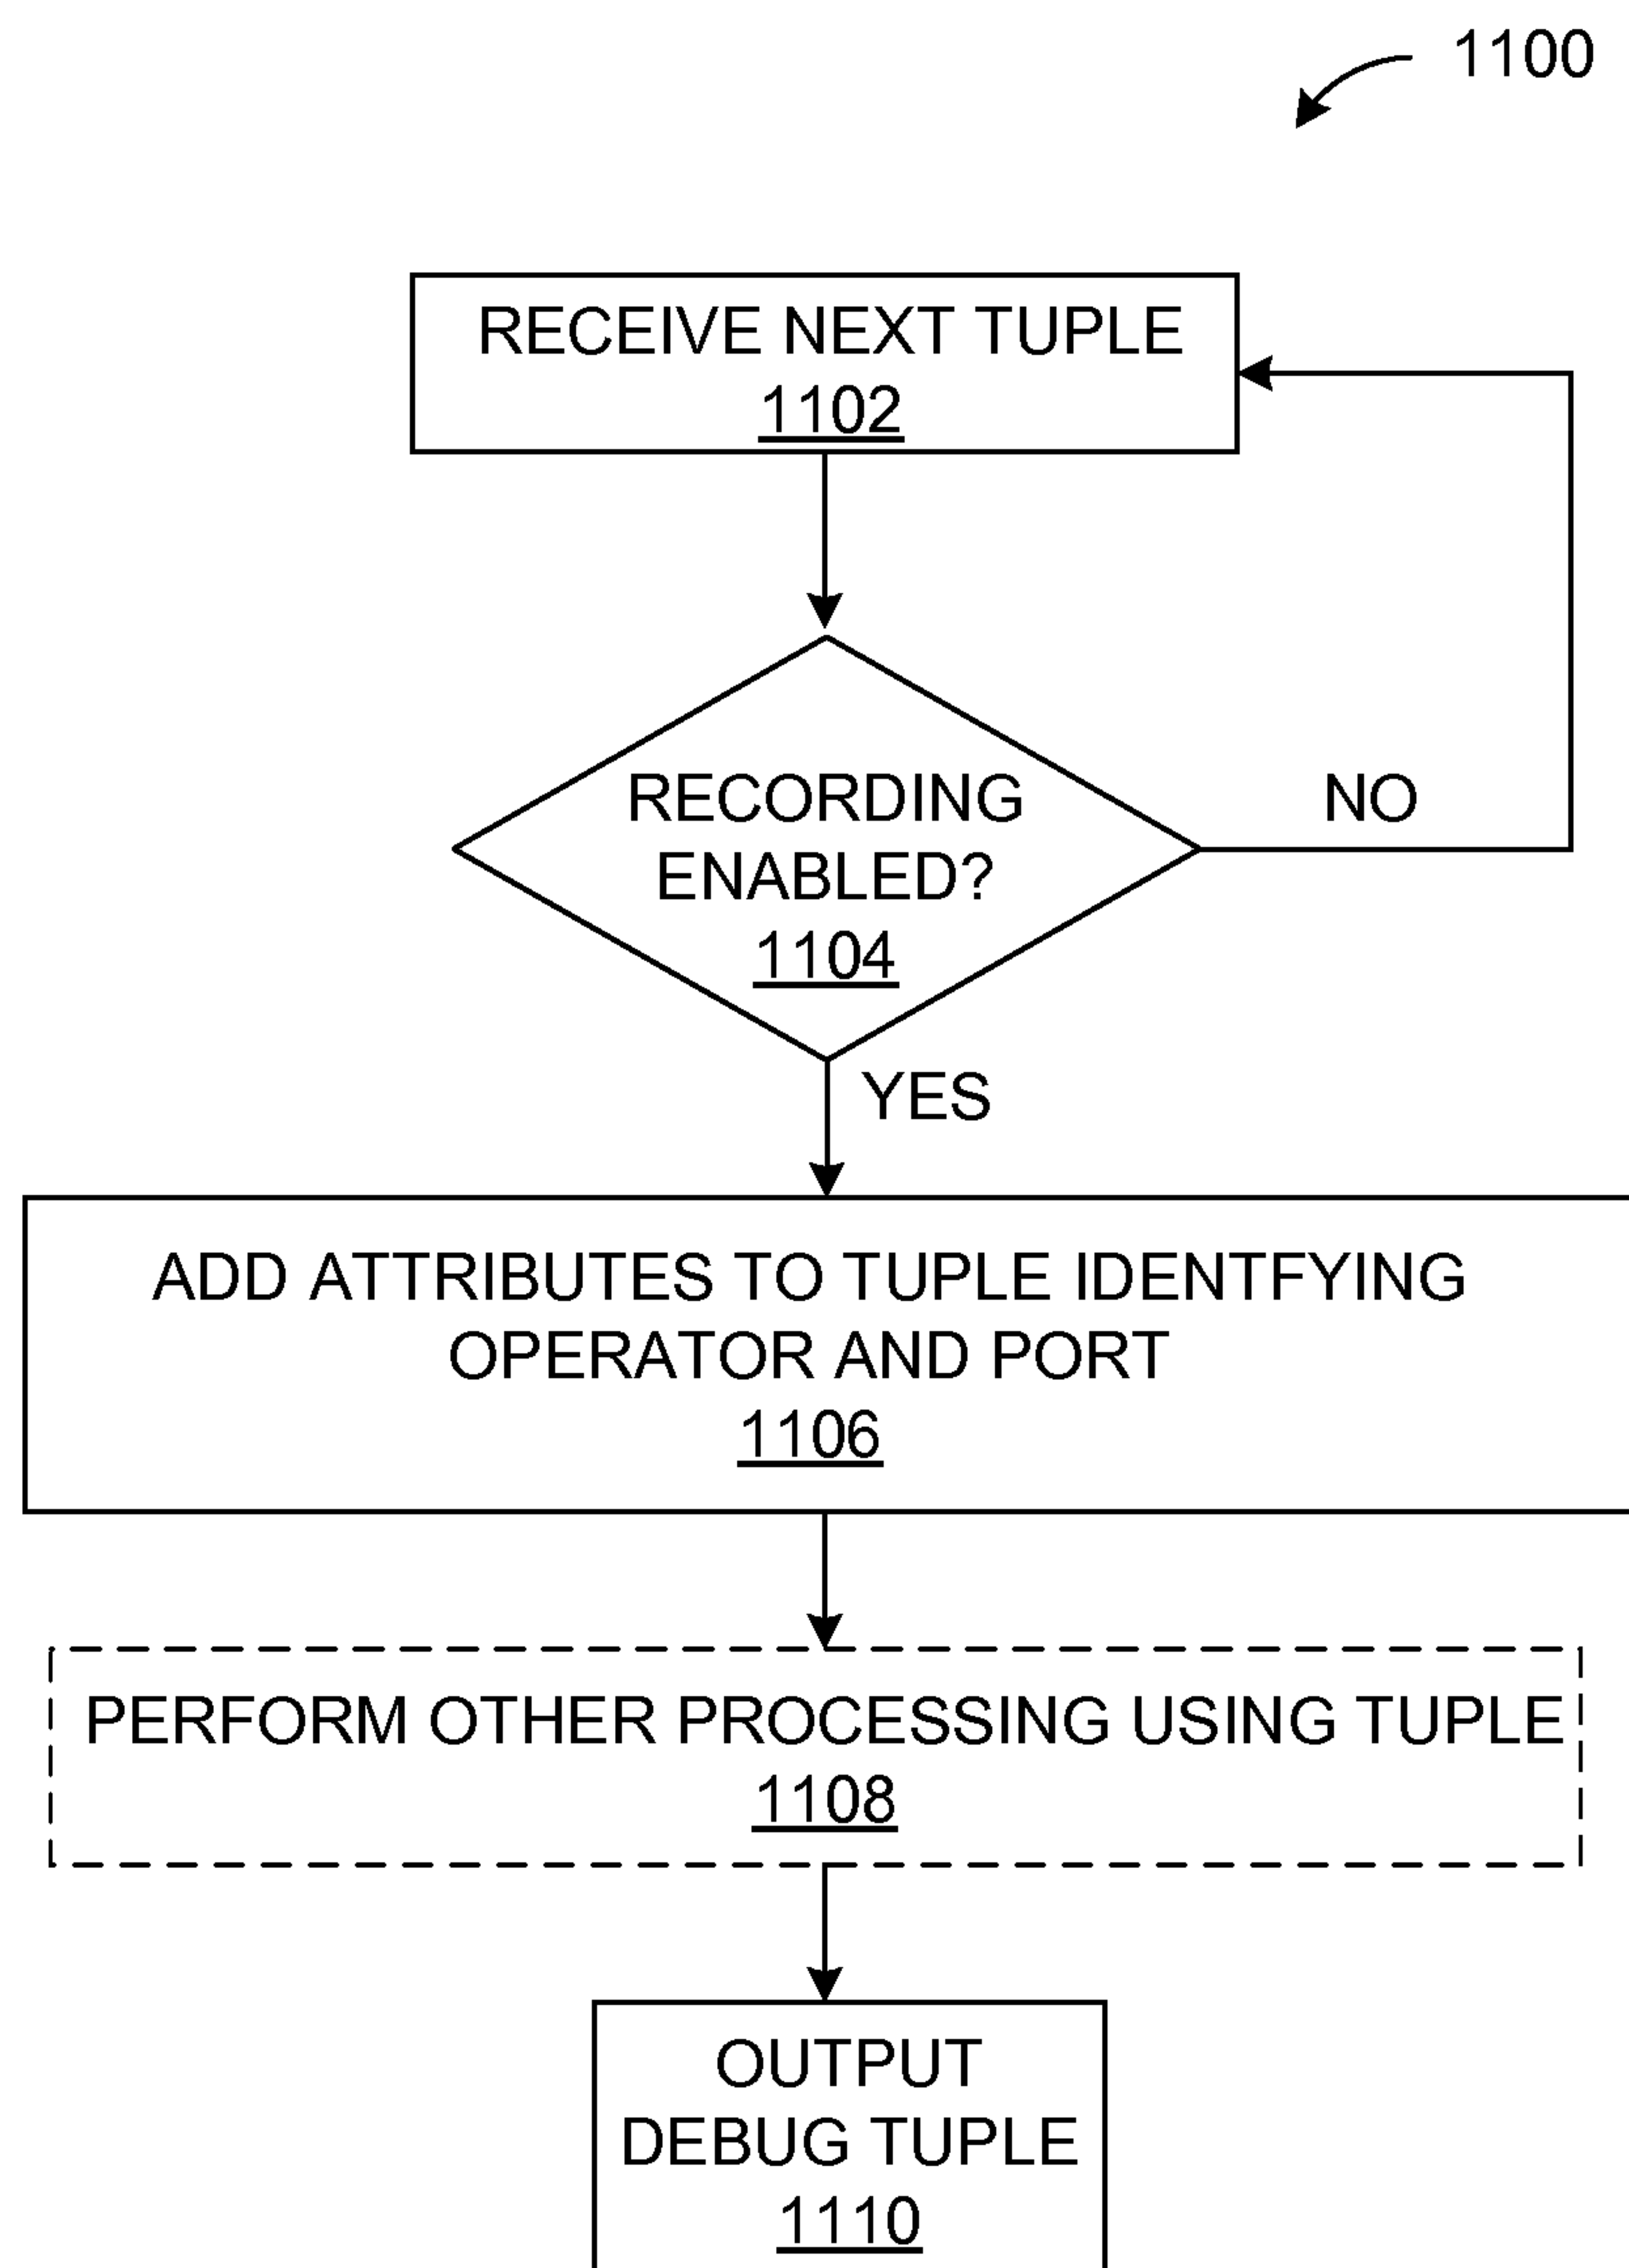 1100
RECEIVE NEXT TUPLE
1102
RECORDING
ENABLED?
1104
NO
YES
ADD ATTRIBUTES TO TUPLE IDENTFYING
OPERATOR AND PORT
1106
PERFORM OTHER PROCESSING USING TUPLE
1108
OUTPUT
DEBUG TUPLE
1110